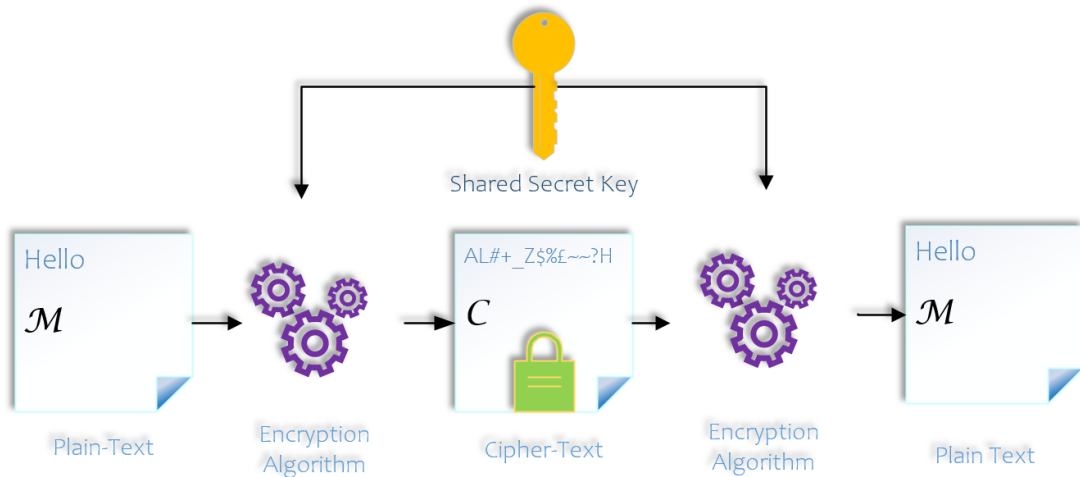 Shared Secret Key
Hello
ℳ
Plain-Text
Encryption
Algorithm
AL#+_Z$%£~~?H
C
Cipher-Text
Encryption
Algorithm
Hello
ℳ
Plain Text